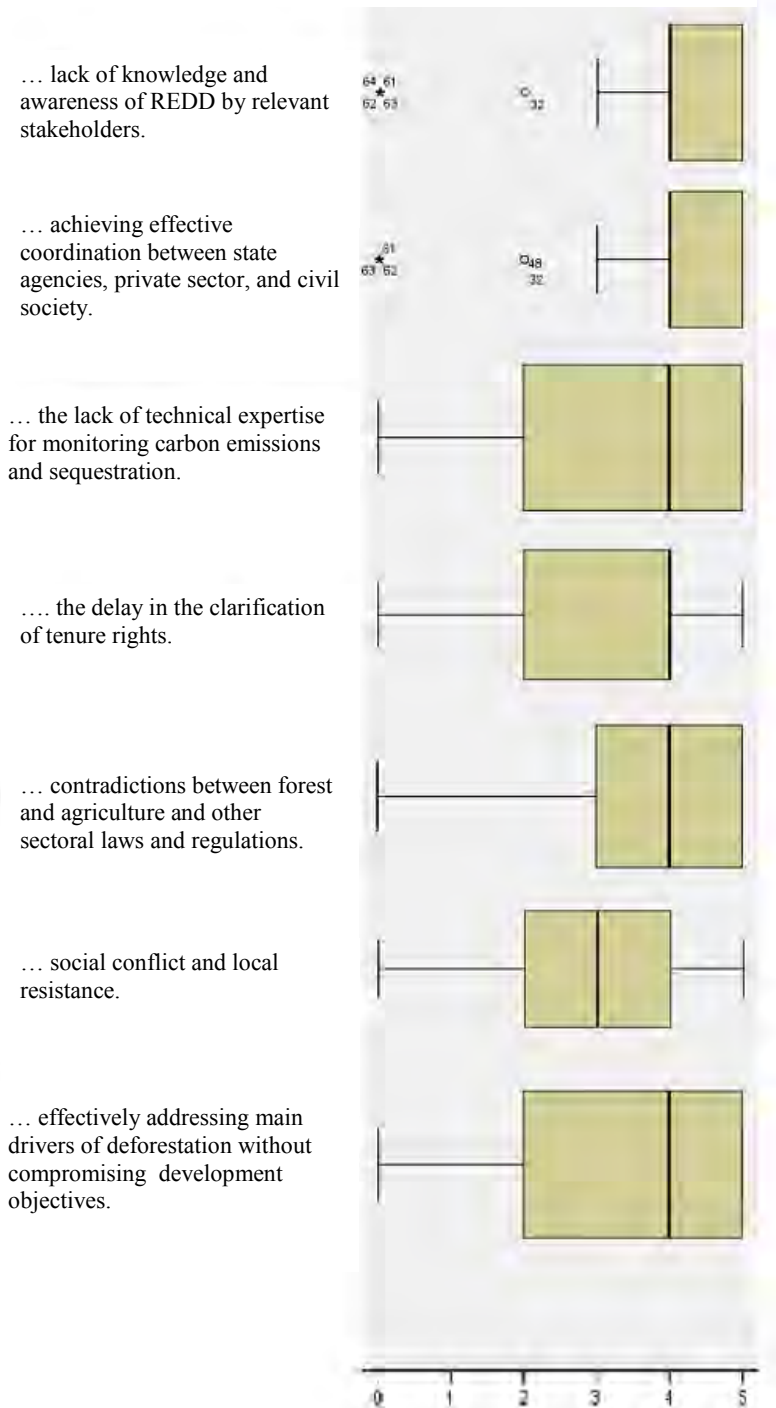 … lack of knowledge and
awareness of REDD by relevant
stakeholders.
64 61
62 63
32
… achieving effective
coordination between state
agencies, private sector, and civil
society.
61
63 62
48
32
… the lack of technical expertise
for monitoring carbon emissions
and sequestration.
…. the delay in the clarification
of tenure rights.
… contradictions between forest
and agriculture and other
sectoral laws and regulations.
… social conflict and local
resistance.
… effectively addressing main
drivers of deforestation without
compromising development
objectives.
0 1 2 3 4 5